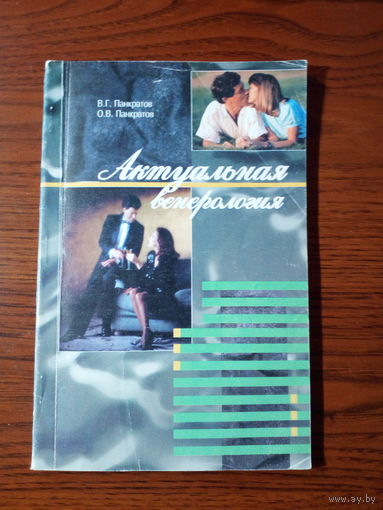 В.Г. Панкратов
О.В. Панкратов
Актуальная
венерология
www.ay.by